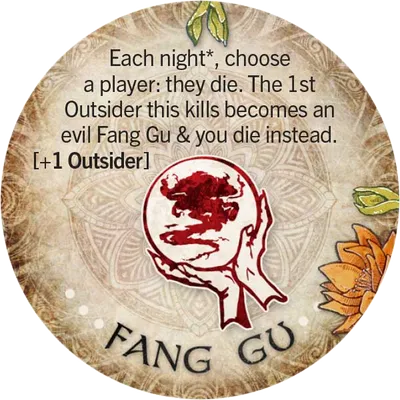 Each night*, choose
a player: they die. The 1st
Outsider this kills becomes an
evil Fang Gu & you die instead.
[+1 Outsider]
FANG GU